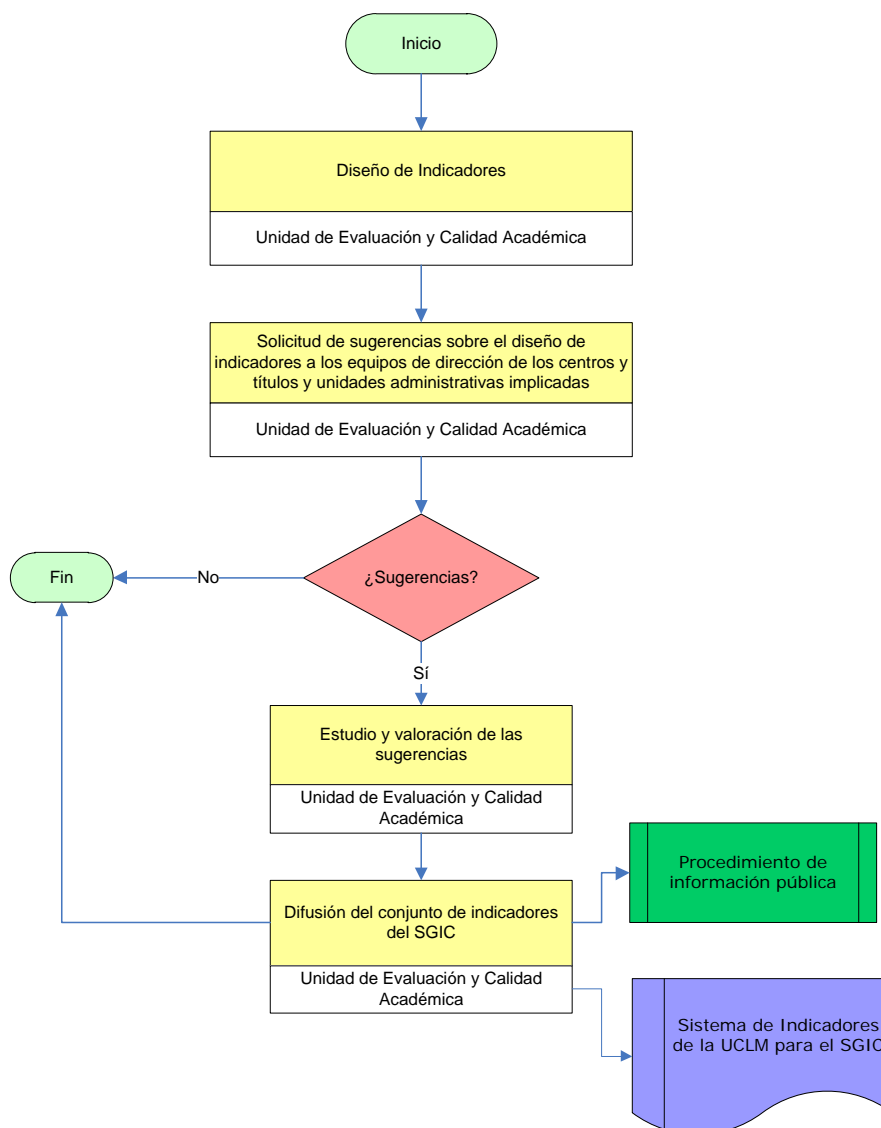 Inicio
Diseño de Indicadores
Unidad de Evaluación y Calidad Académica
Solicitud de sugerencias sobre el diseño de
indicadores a los equipos de dirección de los centros y
títulos y unidades administrativas implicadas
Unidad de Evaluación y Calidad Académica
Fin
No
¿Sugerencias?
Sí
Estudio y valoración de las
sugerencias
Unidad de Evaluación y Calidad
Académica
Procedimiento de
información pública
Difusión del conjunto de indicadores
del SGIC
Unidad de Evaluación y Calidad
Académica
Sistema de Indicadores
de la UCLM para el SGIC